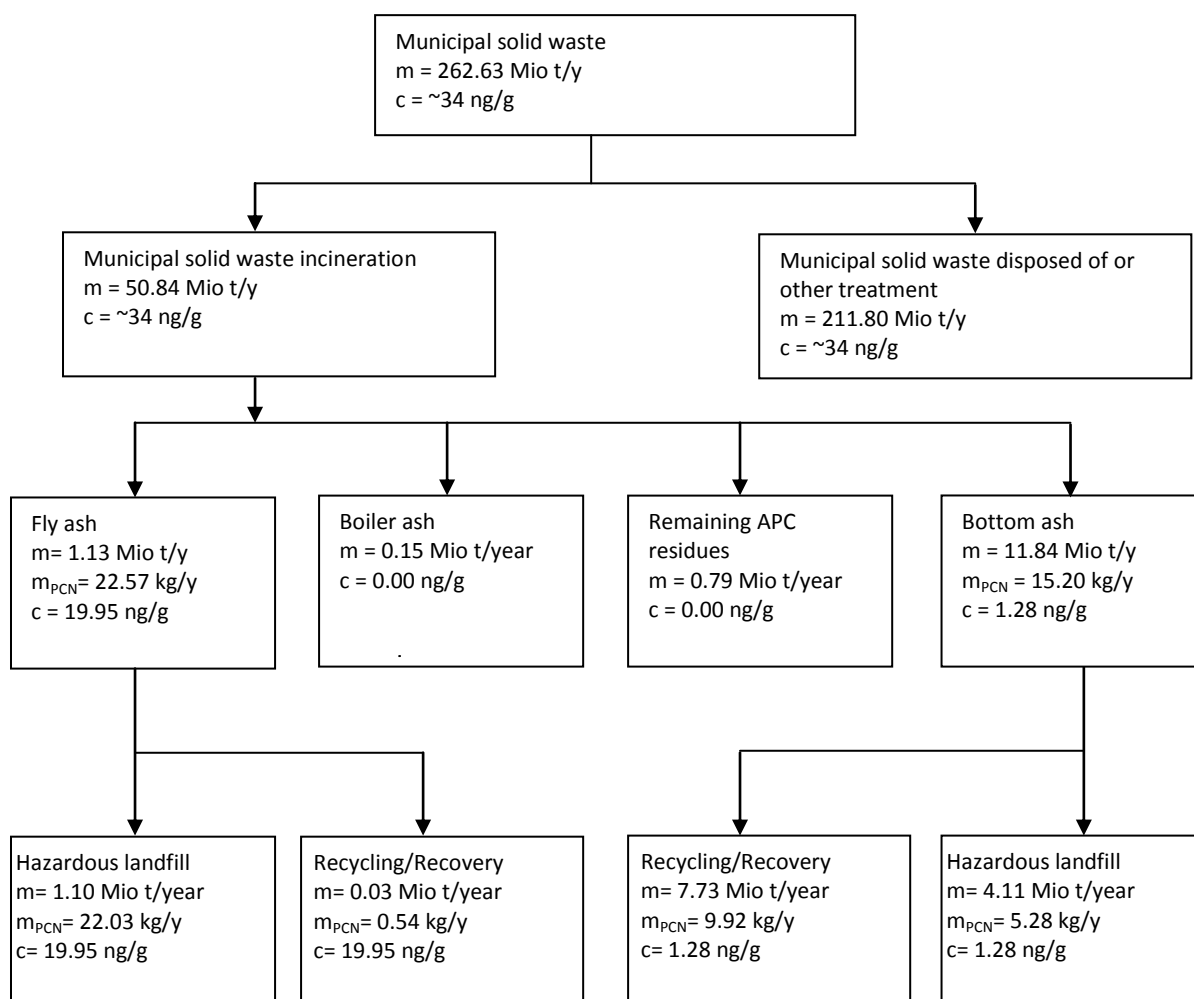 Municipal solid waste
m = 262.63 Mio t/y
c = ~34 ng/g
Municipal solid waste incineration
m = 50.84 Mio t/y
c = ~34 ng/g
Municipal solid waste disposed of or
other treatment
m = 211.80 Mio t/y
c = ~34 ng/g
Fly ash
m= 1.13 Mio t/y
mPCN= 22.57 kg/y
c = 19.95 ng/g
Boiler ash
m = 0.15 Mio t/year
c = 0.00 ng/g
.
Remaining APC
residues
m = 0.79 Mio t/year
c = 0.00 ng/g
Bottom ash
m = 11.84 Mio t/y
mPCN = 15.20 kg/y
c = 1.28 ng/g
Hazardous landfill
m= 1.10 Mio t/year
mPCN= 22.03 kg/y
c= 19.95 ng/g
Recycling/Recovery
m= 0.03 Mio t/year
mPCN= 0.54 kg/y
c= 19.95 ng/g
Recycling/Recovery
m= 7.73 Mio t/year
mPCN= 9.92 kg/y
c= 1.28 ng/g
Hazardous landfill
m= 4.11 Mio t/year
mPCN= 5.28 kg/y
c= 1.28 ng/g